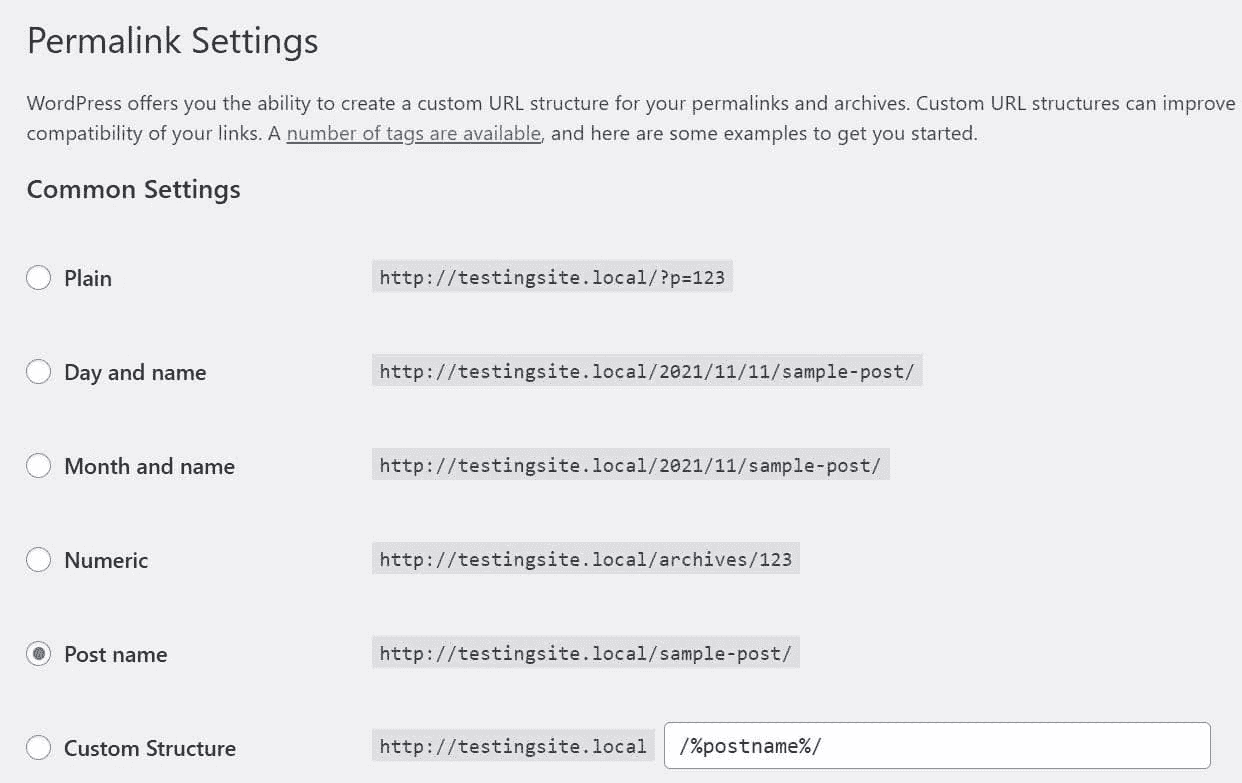 Permalink Settings
WordPress offers you the ability to create a custom URL structure for your permalinks and archives. Custom URL structures can improve
compatibility of your links. A number of tags are available, and here are some examples to get you started.
Common Settings
Plain http://testingsite.local/?p=123
Day and name http://testingsite.local/2021/11/11/sample-post/
Month and name http://testingsite.local/2021/11/sample-post/
Numeric http://testingsite.local/archives/123
Post name http://testingsite.local/sample-post/
Custom Structure http://testingsite.local /%postname%/